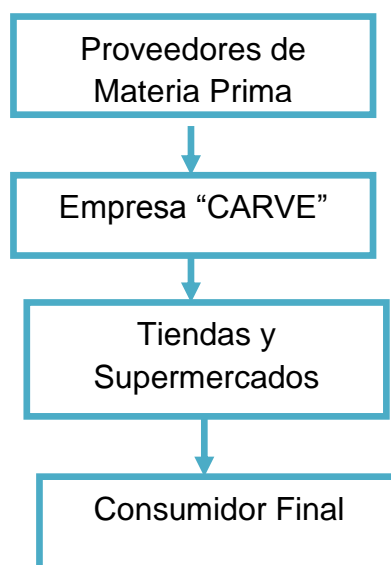 Proveedores de
Materia Prima
Empresa “CARVE”
Tiendas y
Supermercados
Consumidor Final